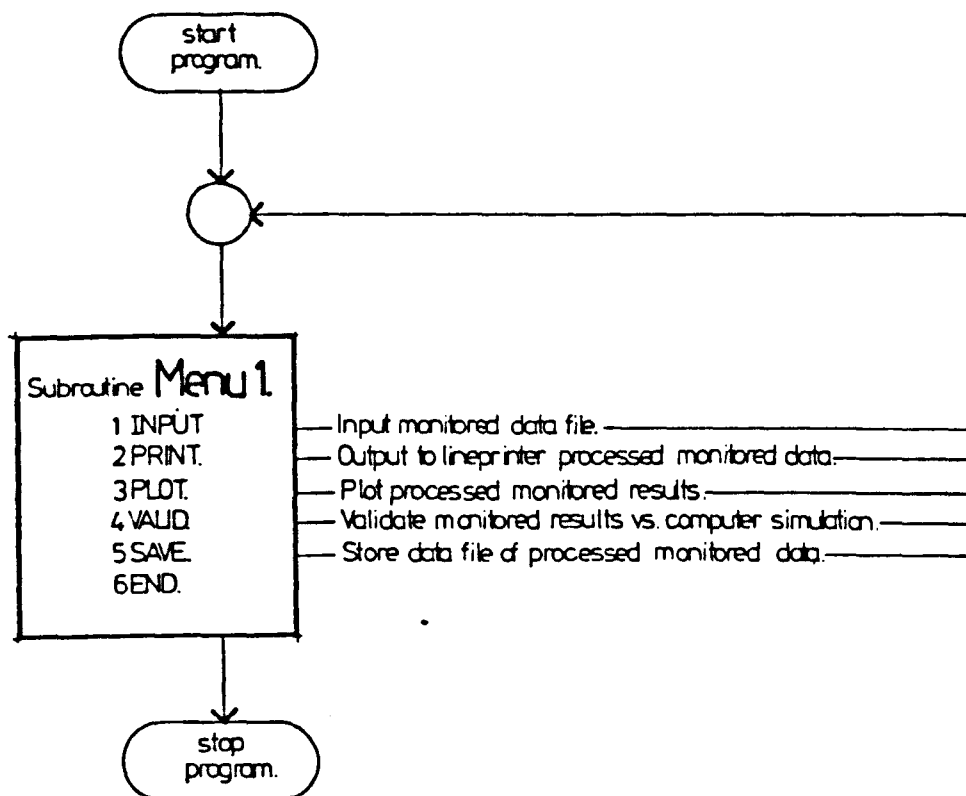 start
program.
Subroutine Menu 1.
1 INPUT Input monitored data file.
2 PRINT. Output to lineprinter processed monitored data.
3 PLOT. Plot processed monitored results.
4 VALID. Validate monitored results vs. computer simulation.
5 SAVE. Store data file of processed monitored data.
6 END.
stop
program.